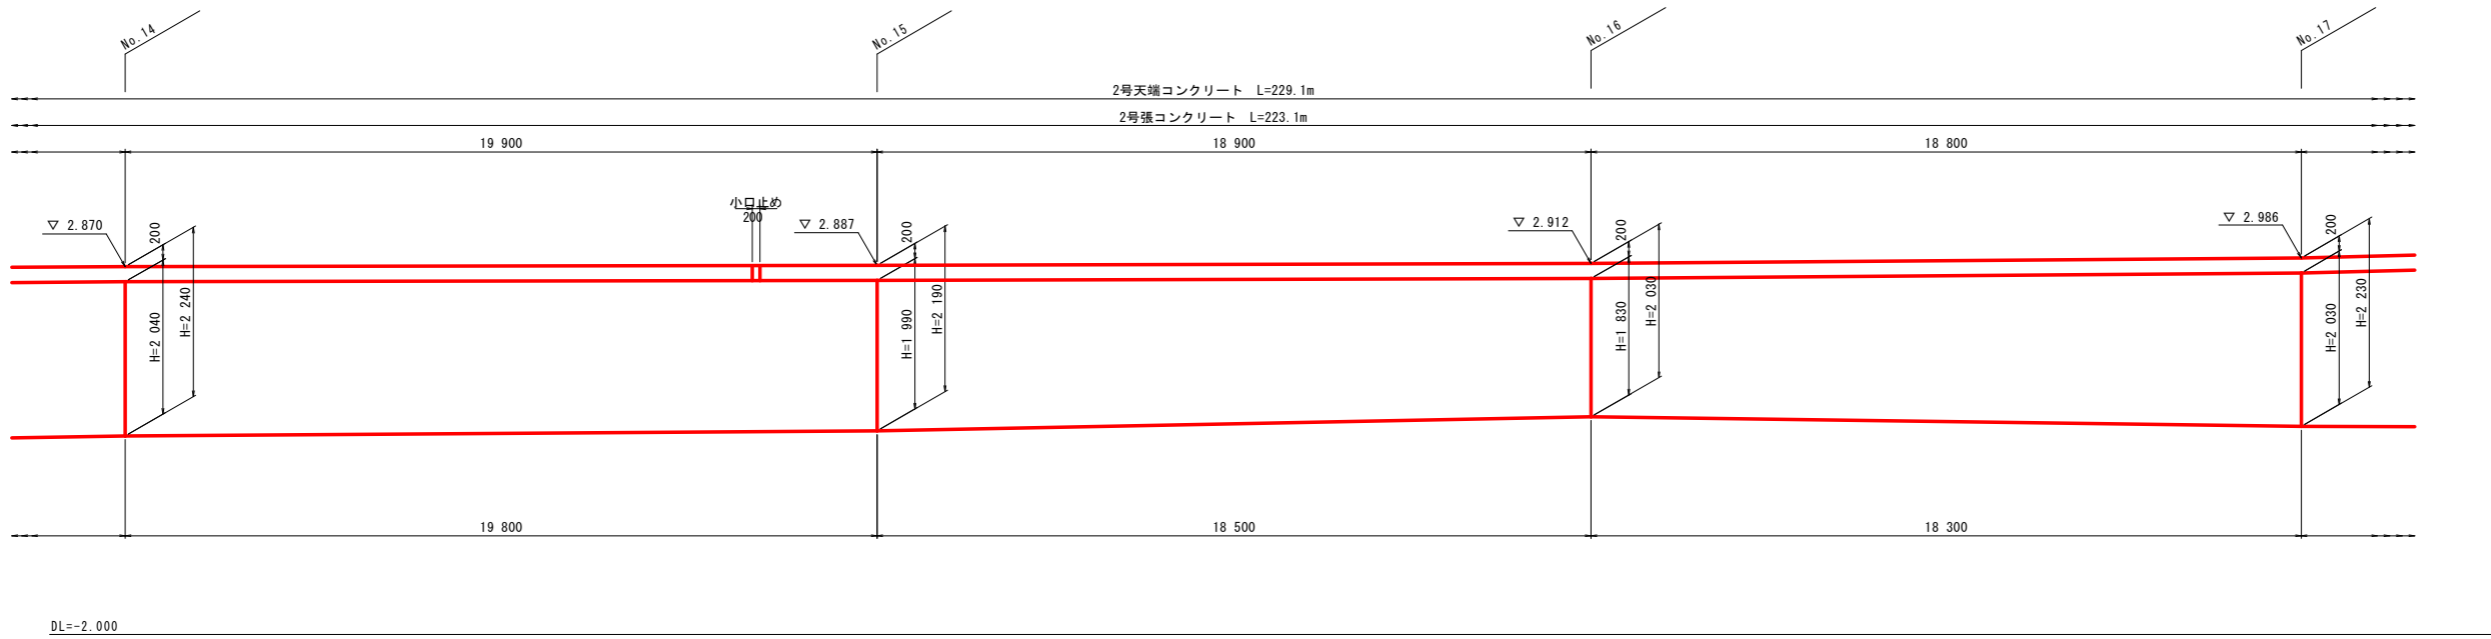 No.14
No.15
No.16
No.17
2号天端コンクリート L=229.1m
2号張コンクリート L=223.1m
19 900
18 900
18 800
小口止め
200
▽ 2.870
▽ 2.887
▽ 2.912
▽ 2.986
200
H=2 040
H=2 240
200
H=1 990
H=2 190
200
H=1 830
H=2 030
200
H=2 030
H=2 230
19 800
18 500
18 300
DL=-2.000